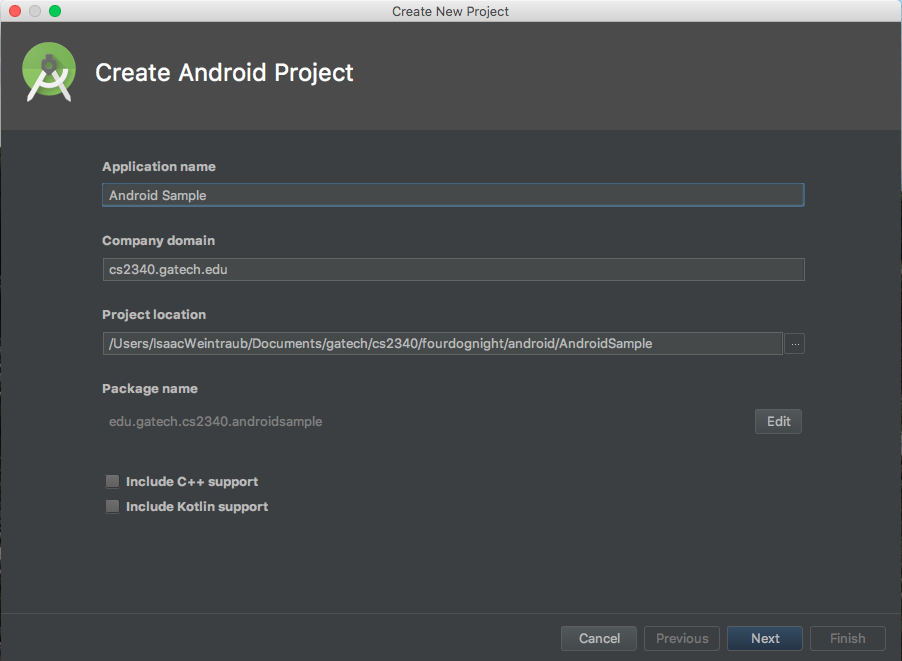 Create New Project
Create Android Project
Application name
Android Sample
Company domain
cs2340.gatech.edu
Project location
/Users/IsaacWeintraub/Documents/gatech/cs2340/fourdognight/android/AndroidSample
...
Package name
edu.gatech.cs2340.androidsample
Edit
Include C++ support
Include Kotlin support
Cancel
Previous
Next
Finish